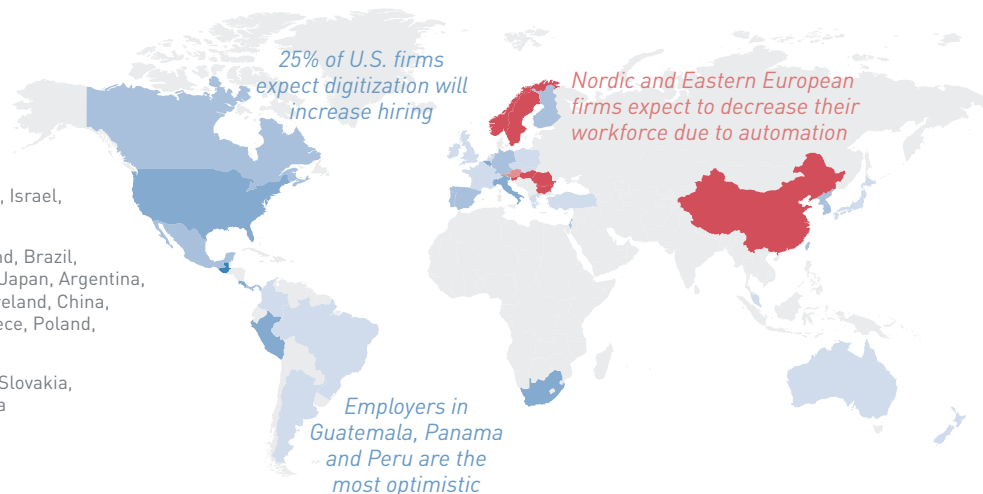 25% of U.S. firms
expect digitization will
increase hiring
Nordic and Eastern European
firms expect to decrease their
workforce due to automation
, Israel,
d, Brazil,
Japan, Argentina,
reland, China,
ece, Poland,
Slovakia,
a
Employers in
Guatemala, Panama
and Peru are the
most optimistic